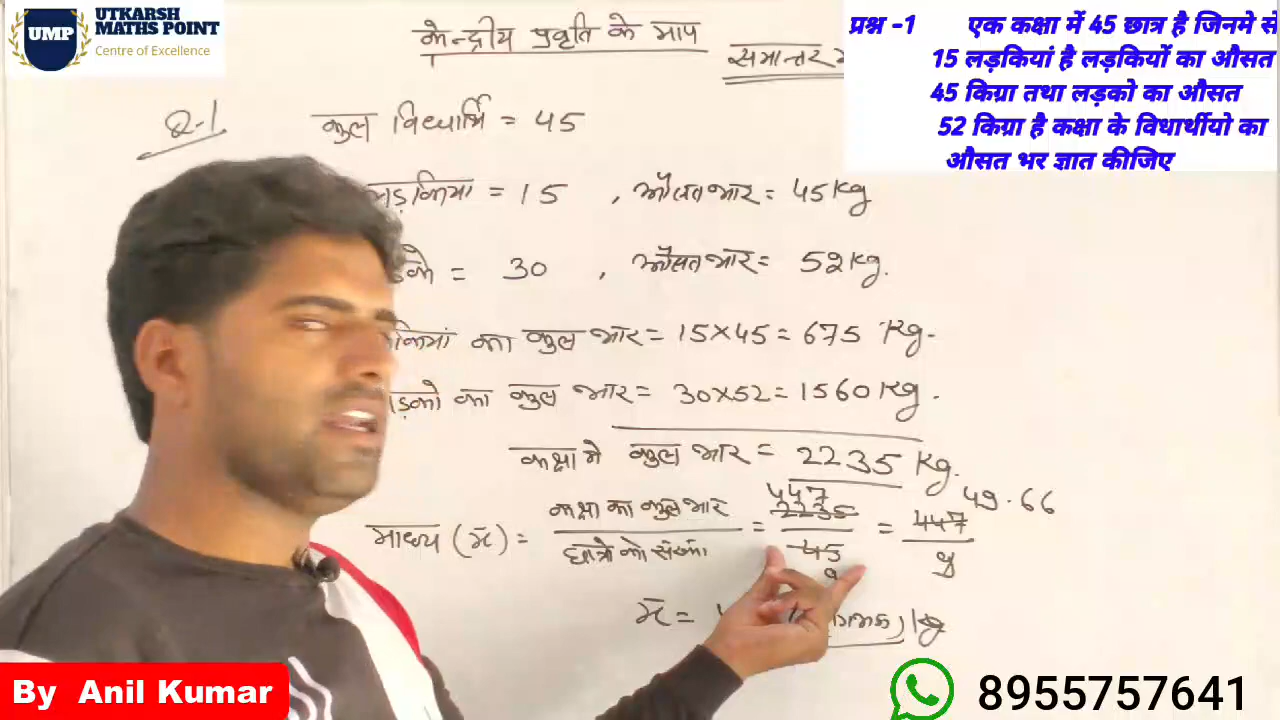 UMP
UTKARSH
MATHS POINT
Centre of Excellence
केन्द्रीय प्रवृति के माप
समान्तर
प्रश्न -1 एक कक्षा में 45 छात्र है जिनमे से
15 लड़कियां है लड़कियों का औसत
45 किग्रा तथा लड़को का औसत
52 किग्रा है कक्षा के विधार्थीयो का
औसत भर ज्ञात कीजिए
Q-1 कुल विध्यार्थि = 45
लड़कियां = 15 , औसत भार = 45 Kg
= 30 , औसत भार = 52 Kg.
का कुल भार = 15×45 = 675 Kg.
का कुल भार = 30×52 = 1560 Kg.
कक्षा मे कुल भार = 2235 Kg.
माध्य (x̄) = कक्षा का कुल भार / छात्रो की संख्या = 447 2235 / 45 9 = 447 / 9 49.66
x̄ = kg
By Anil Kumar
8955757641